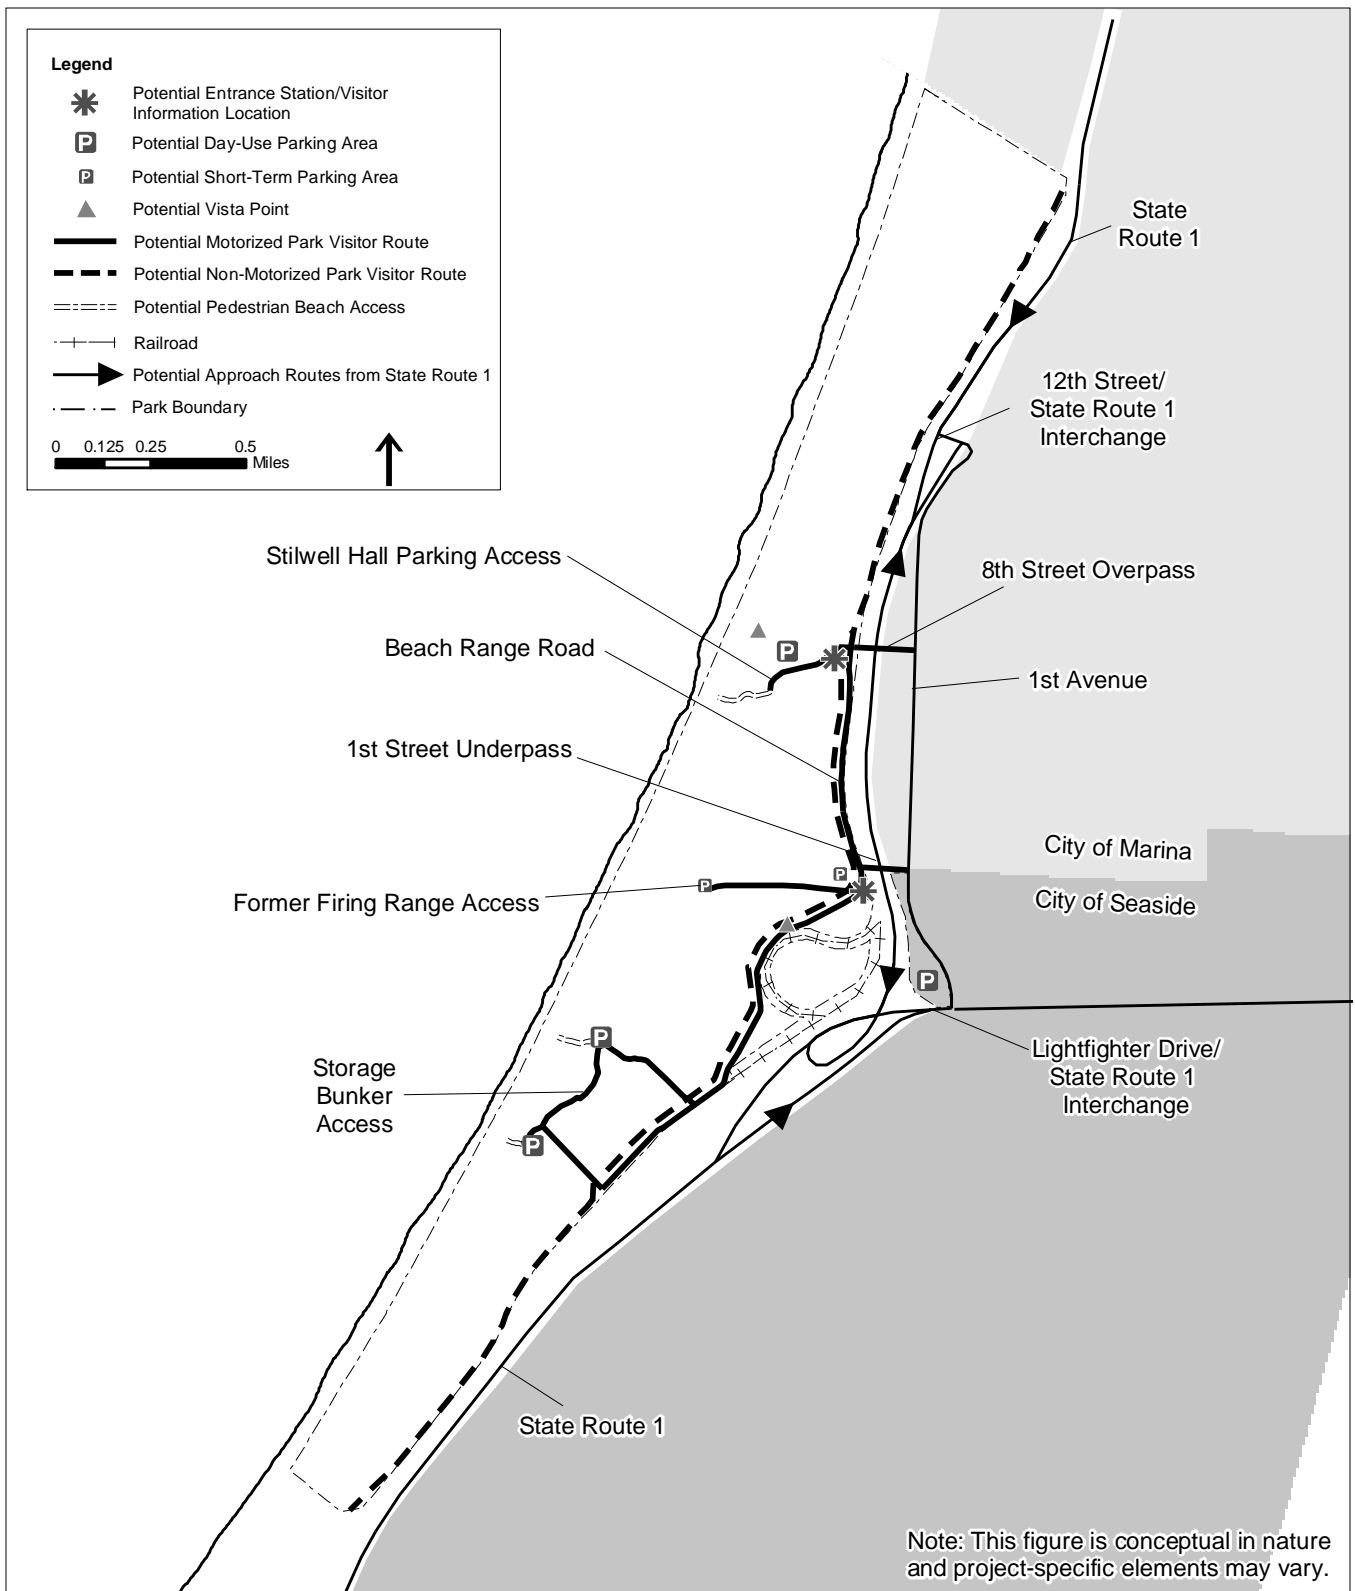 Legend
Potential Entrance Station/Visitor
Information Location
P
Potential Day-Use Parking Area
P
Potential Short-Term Parking Area
Potential Vista Point
Potential Motorized Park Visitor Route
Potential Non-Motorized Park Visitor Route
Potential Pedestrian Beach Access
Railroad
Potential Approach Routes from State Route 1
Park Boundary
0 0.125 0.25 0.5
Miles
State
Route 1
12th Street/
State Route 1
Interchange
Stilwell Hall Parking Access
8th Street Overpass
P
Beach Range Road
1st Avenue
1st Street Underpass
City of Marina
P
P
Former Firing Range Access
City of Seaside
P
P
Storage
Bunker
Access
Lightfighter Drive/
State Route 1
Interchange
P
State Route 1
Note: This figure is conceptual in nature
and project-specific elements may vary.